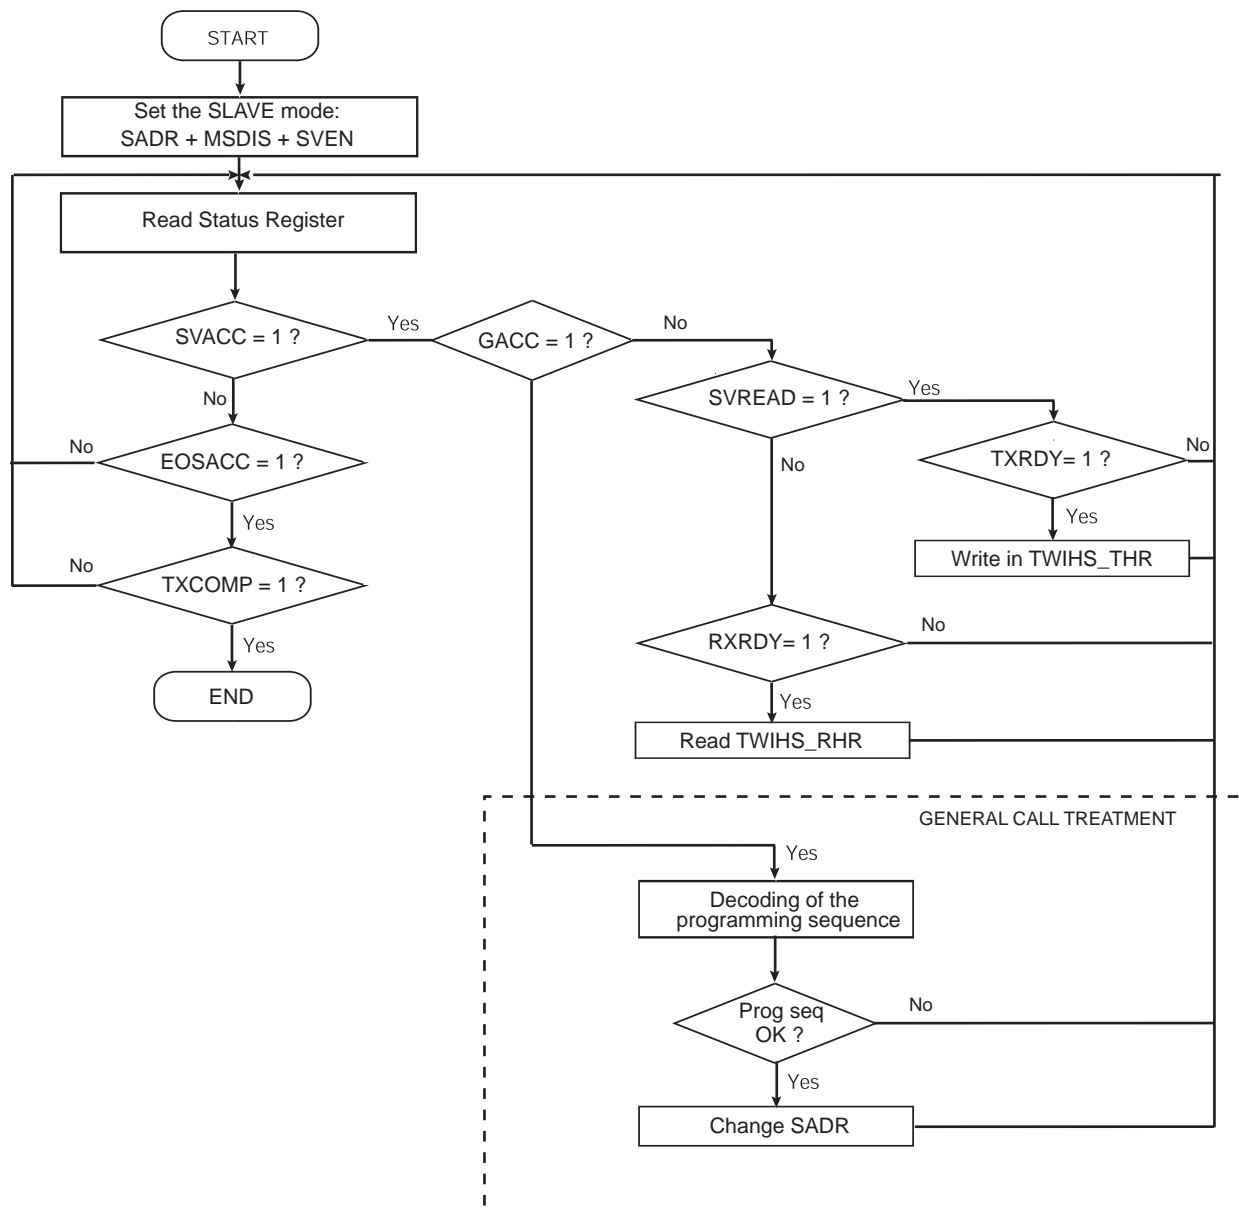 START
Set the SLAVE mode:
SADR + MSDIS + SVEN
Read Status Register
SVACC = 1 ?
Yes
GACC = 1 ?
No
SVREAD = 1 ?
Yes
No
No
EOSACC = 1 ?
No
TXRDY= 1 ?
No
Yes
Yes
Write in TWIHS_THR
No
TXCOMP = 1 ?
RXRDY= 1 ?
No
Yes
END
Yes
Read TWIHS_RHR
GENERAL CALL TREATMENT
Yes
Decoding of the
programming sequence
Prog seq
OK ?
No
Yes
Change SADR